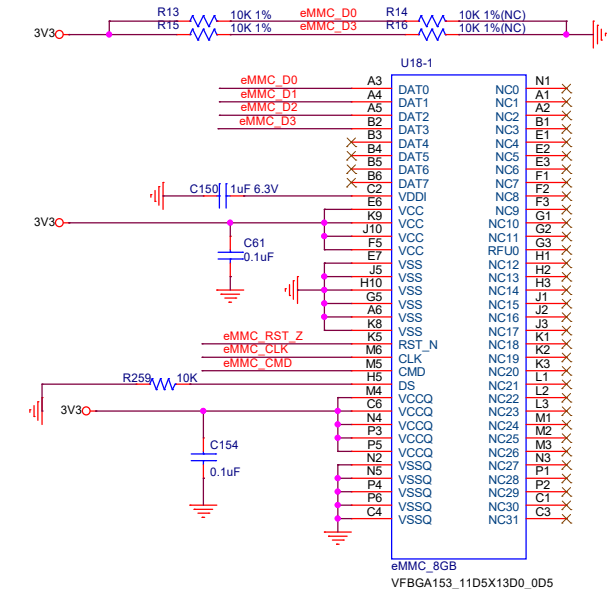 R13 10K 1% eMMC_D0 R14 10K 1%(NC)
R15 10K 1% eMMC_D3 R16 10K 1%(NC)
3V3
U18-1
eMMC_D0 A3 DAT0 NC0 N1
eMMC_D1 A4 DAT1 NC1 A1
eMMC_D2 A5 DAT2 NC2 A2
eMMC_D3 B2 DAT3 NC3 B1
B3 DAT4 NC4 E1
B4 DAT5 NC5 E2
B5 DAT6 NC6 E3
B6 DAT7 NC7 F1
C150 1uF 6.3V C2 VDDI NC8 F2
E6 VCC NC9 F3
3V3 K9 VCC NC10 G1
J10 VCC NC11 G2
C61 F5 VCC RFU0 G3
0.1uF E7 VSS NC12 H1
J5 VSS NC13 H2
H10 VSS NC14 H3
G5 VSS NC15 J1
A6 VSS NC16 J2
K8 VSS NC17 J3
eMMC_RST_Z K5 RST_N NC18 K1
eMMC_CLK M6 CLK NC19 K2
eMMC_CMD M5 CMD NC20 K3
R259 10K H5 DS NC21 L1
M4 VCCQ NC22 L2
3V3 C6 VCCQ NC23 L3
N4 VCCQ NC24 M1
P3 VCCQ NC25 M2
C154 P5 VCCQ NC26 M3
N2 VSSQ NC27 N3
0.1uF N5 VSSQ NC28 P1
P4 VSSQ NC29 P2
P6 VSSQ NC30 C1
C4 VSSQ NC31 C3
eMMC_8GB
VFBGA153_11D5X13D0_0D5